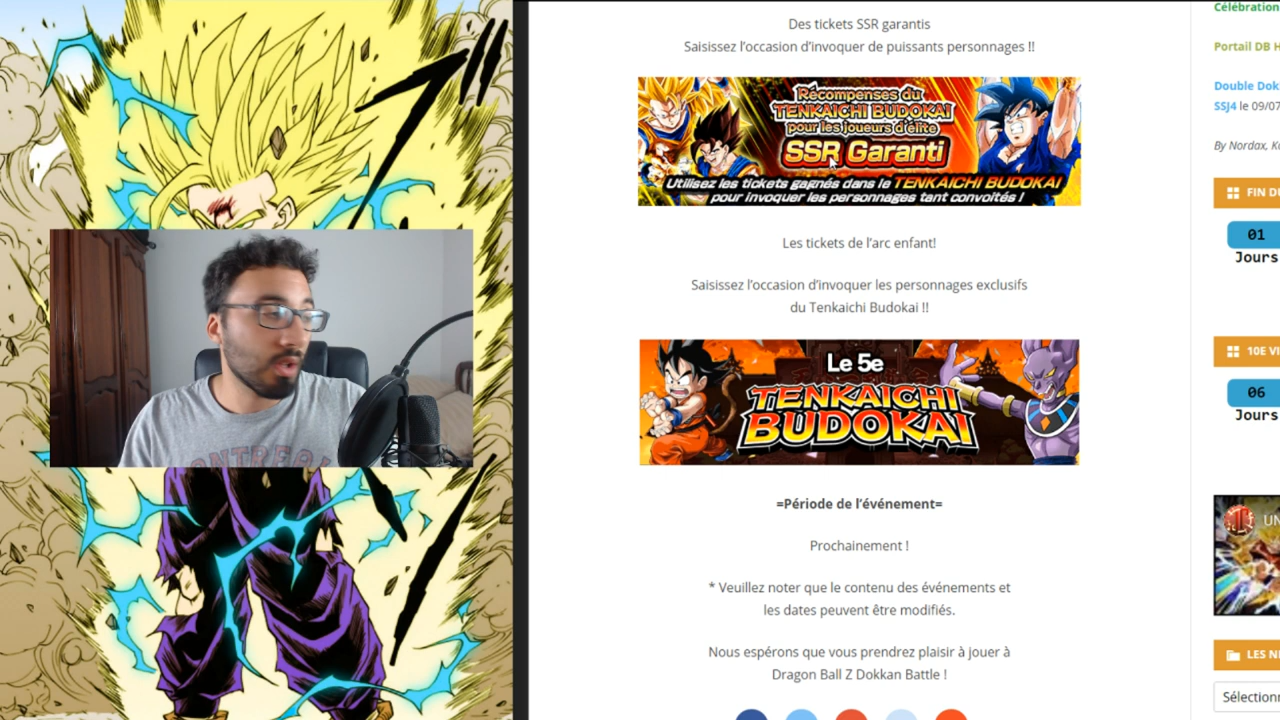 Des tickets SSR garantis
Saisissez l’occasion d’invoquer de puissants personnages !!
Récompenses du
TENKAICHI BUDOKAI
pour les joueurs d'élite
SSR Garanti
Utilisez les tickets gagnés dans le TENKAICHI BUDOKAI
pour invoquer les personnages tant convoités !
Les tickets de l’arc enfant!
Saisissez l’occasion d’invoquer les personnages exclusifs
du Tenkaichi Budokai !!
Le 5e
TENKAICHI
BUDOKAI
=Période de l’événement=
Prochainement !
* Veuillez noter que le contenu des événements et
les dates peuvent être modifiés.
Nous espérons que vous prendrez plaisir à jouer à
Dragon Ball Z Dokkan Battle !
Célébration
Portail DB H
Double Dok
SSJ4 le 09/07
By Nordax, Ko
FIN DU
01
Jours
10E VI
06
Jours
UN
LES NE
Sélection